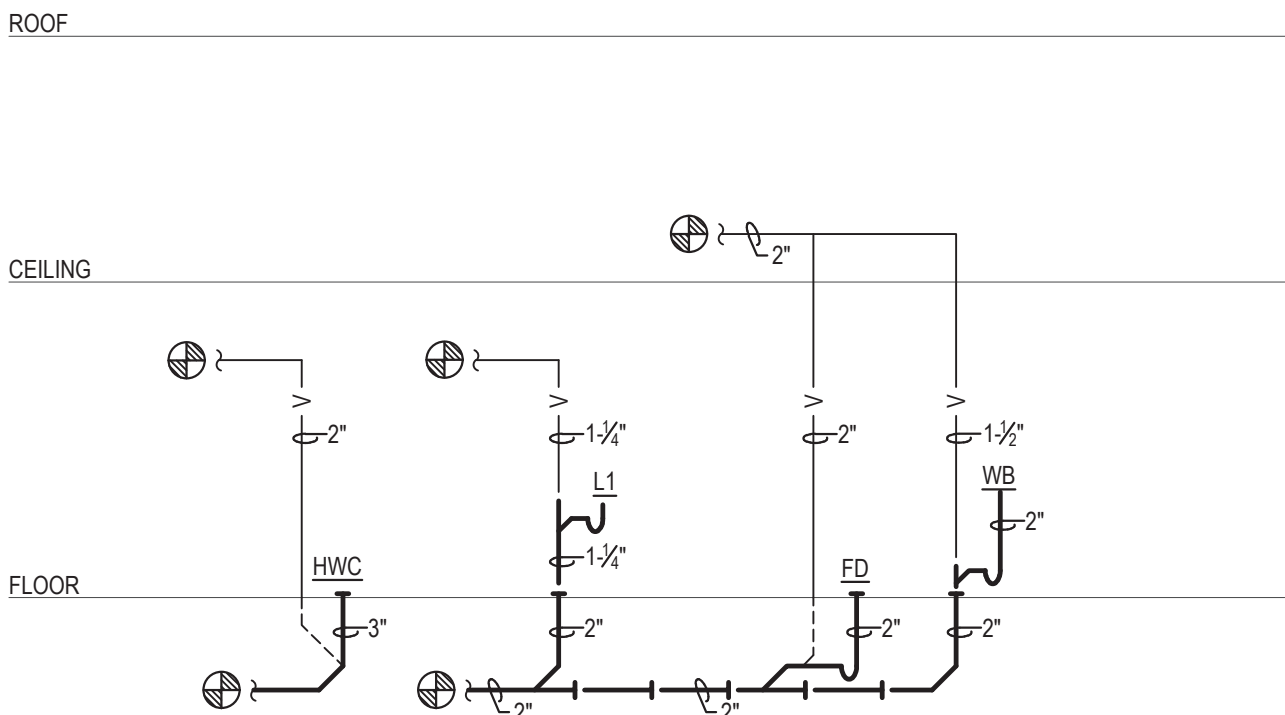 ROOF
2"
CEILING
V
V
V
V
2"
1-1/4"
2"
1-1/2"
L1
WB
2"
1-1/4"
HWC
FD
FLOOR
3"
2"
2"
2"
2"
2"